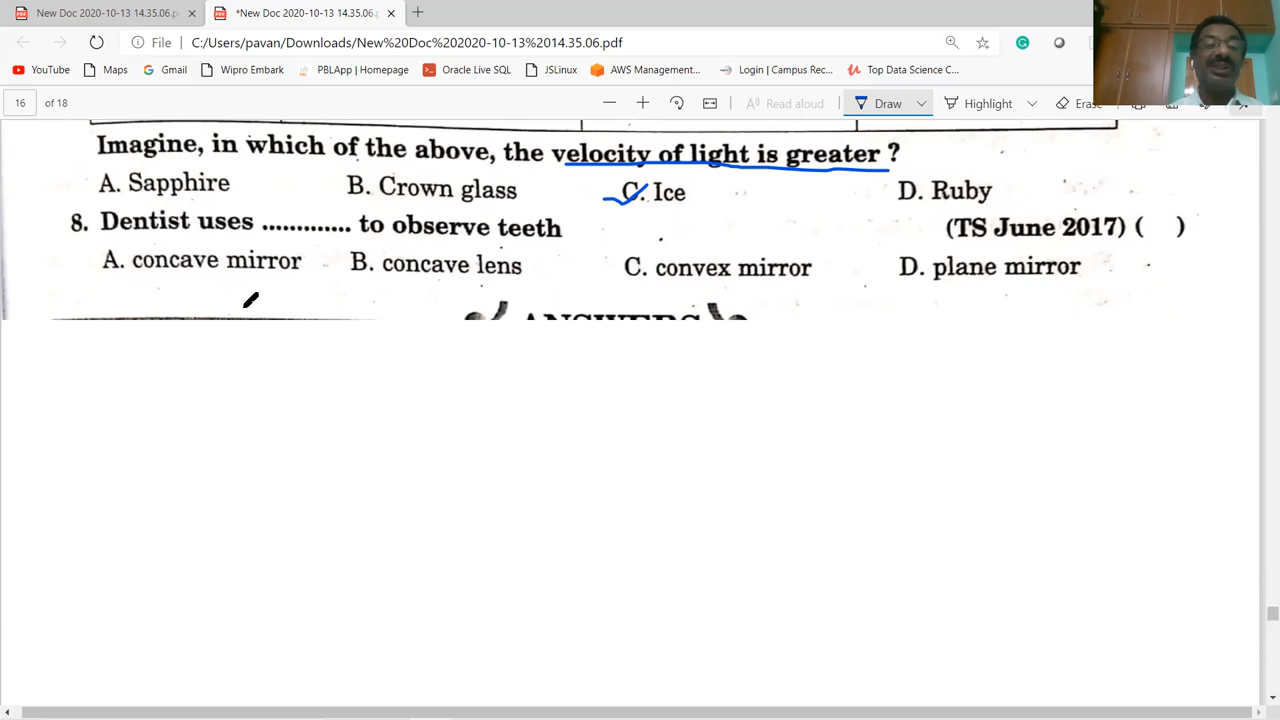 New Doc 2020-10-13 14.35.06.p
*New Doc 2020-10-13 14.35.06.p
File C:/Users/pavan/Downloads/New%20Doc%202020-10-13%2014.35.06.pdf
YouTube Maps Gmail Wipro Embark PBLApp | Homepage Oracle Live SQL JSLinux AWS Management... Login | Campus Rec... Top Data Science C...
16 of 18 Read aloud Draw Highlight Erase
Imagine, in which of the above, the velocity of light is greater ?
A. Sapphire B. Crown glass C. Ice D. Ruby
8. Dentist uses ............. to observe teeth (TS June 2017) ( )
A. concave mirror B. concave lens C. convex mirror D. plane mirror
ANSWERS